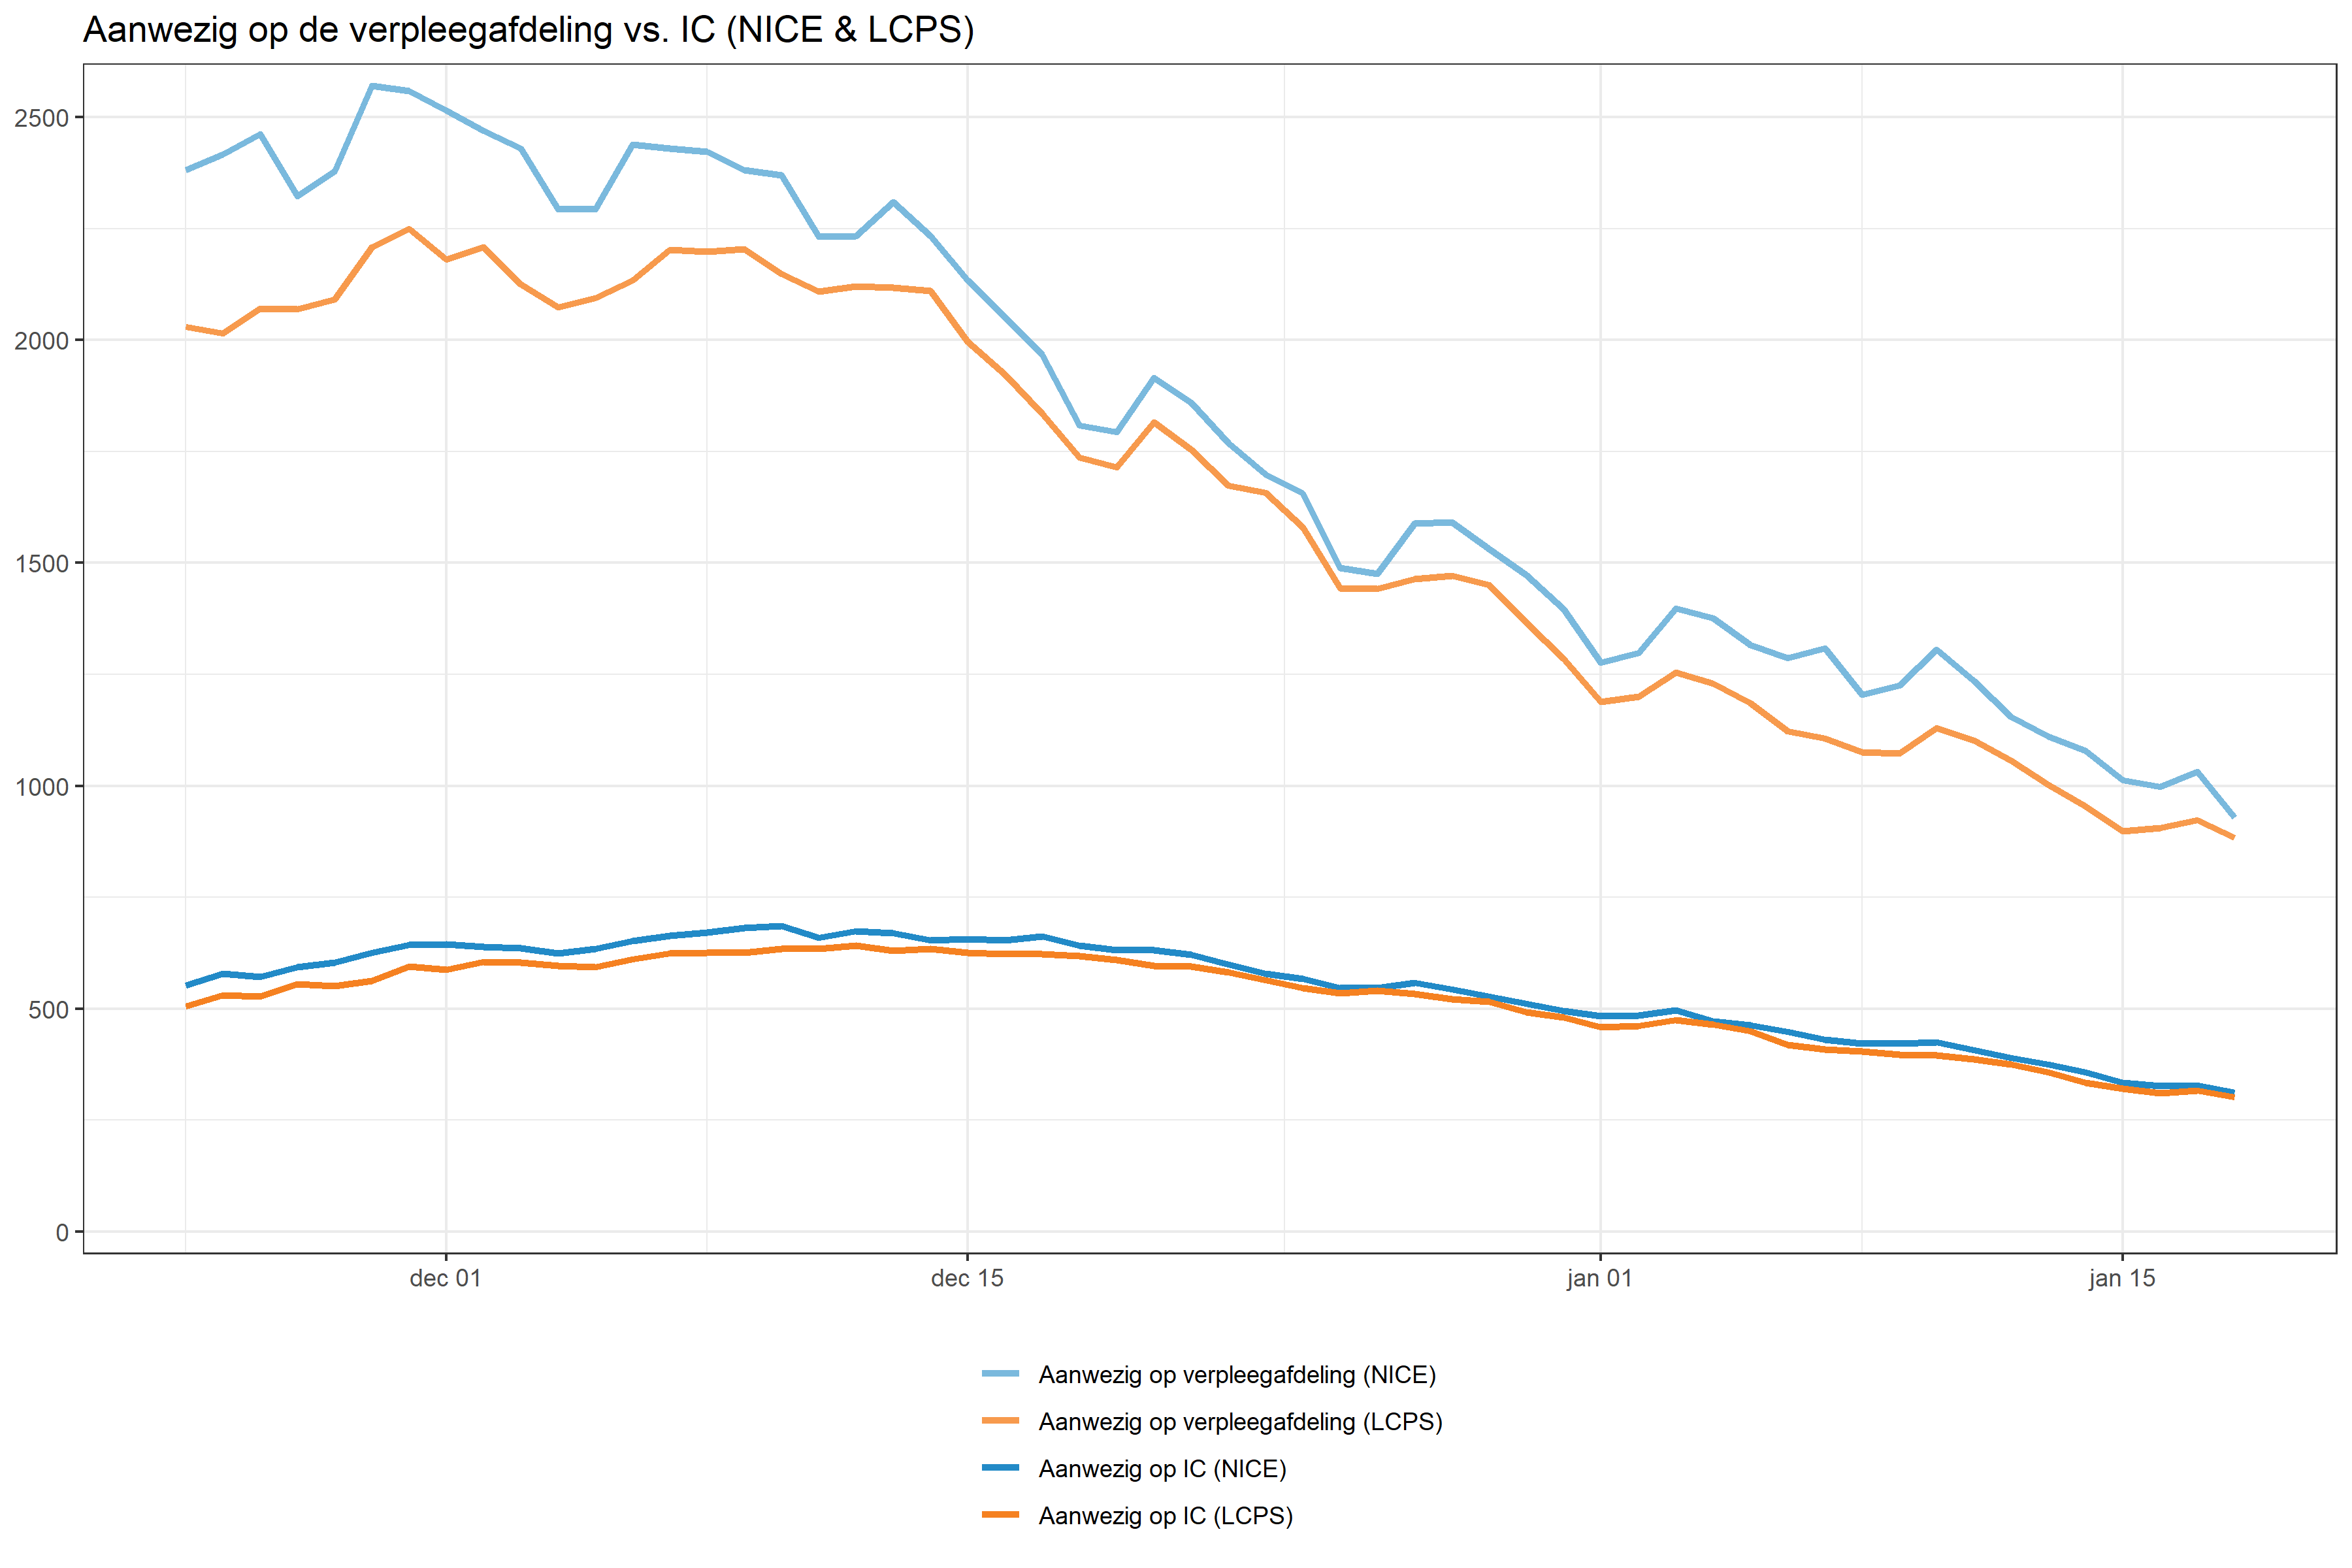 Aanwezig op de verpleegafdeling vs. IC (NICE & LCPS)
2500
2000
1500
1000
500
0
dec 01
dec 15
jan 01
jan 15
Aanwezig op verpleegafdeling (NICE)
Aanwezig op verpleegafdeling (LCPS)
Aanwezig op IC (NICE)
Aanwezig op IC (LCPS)